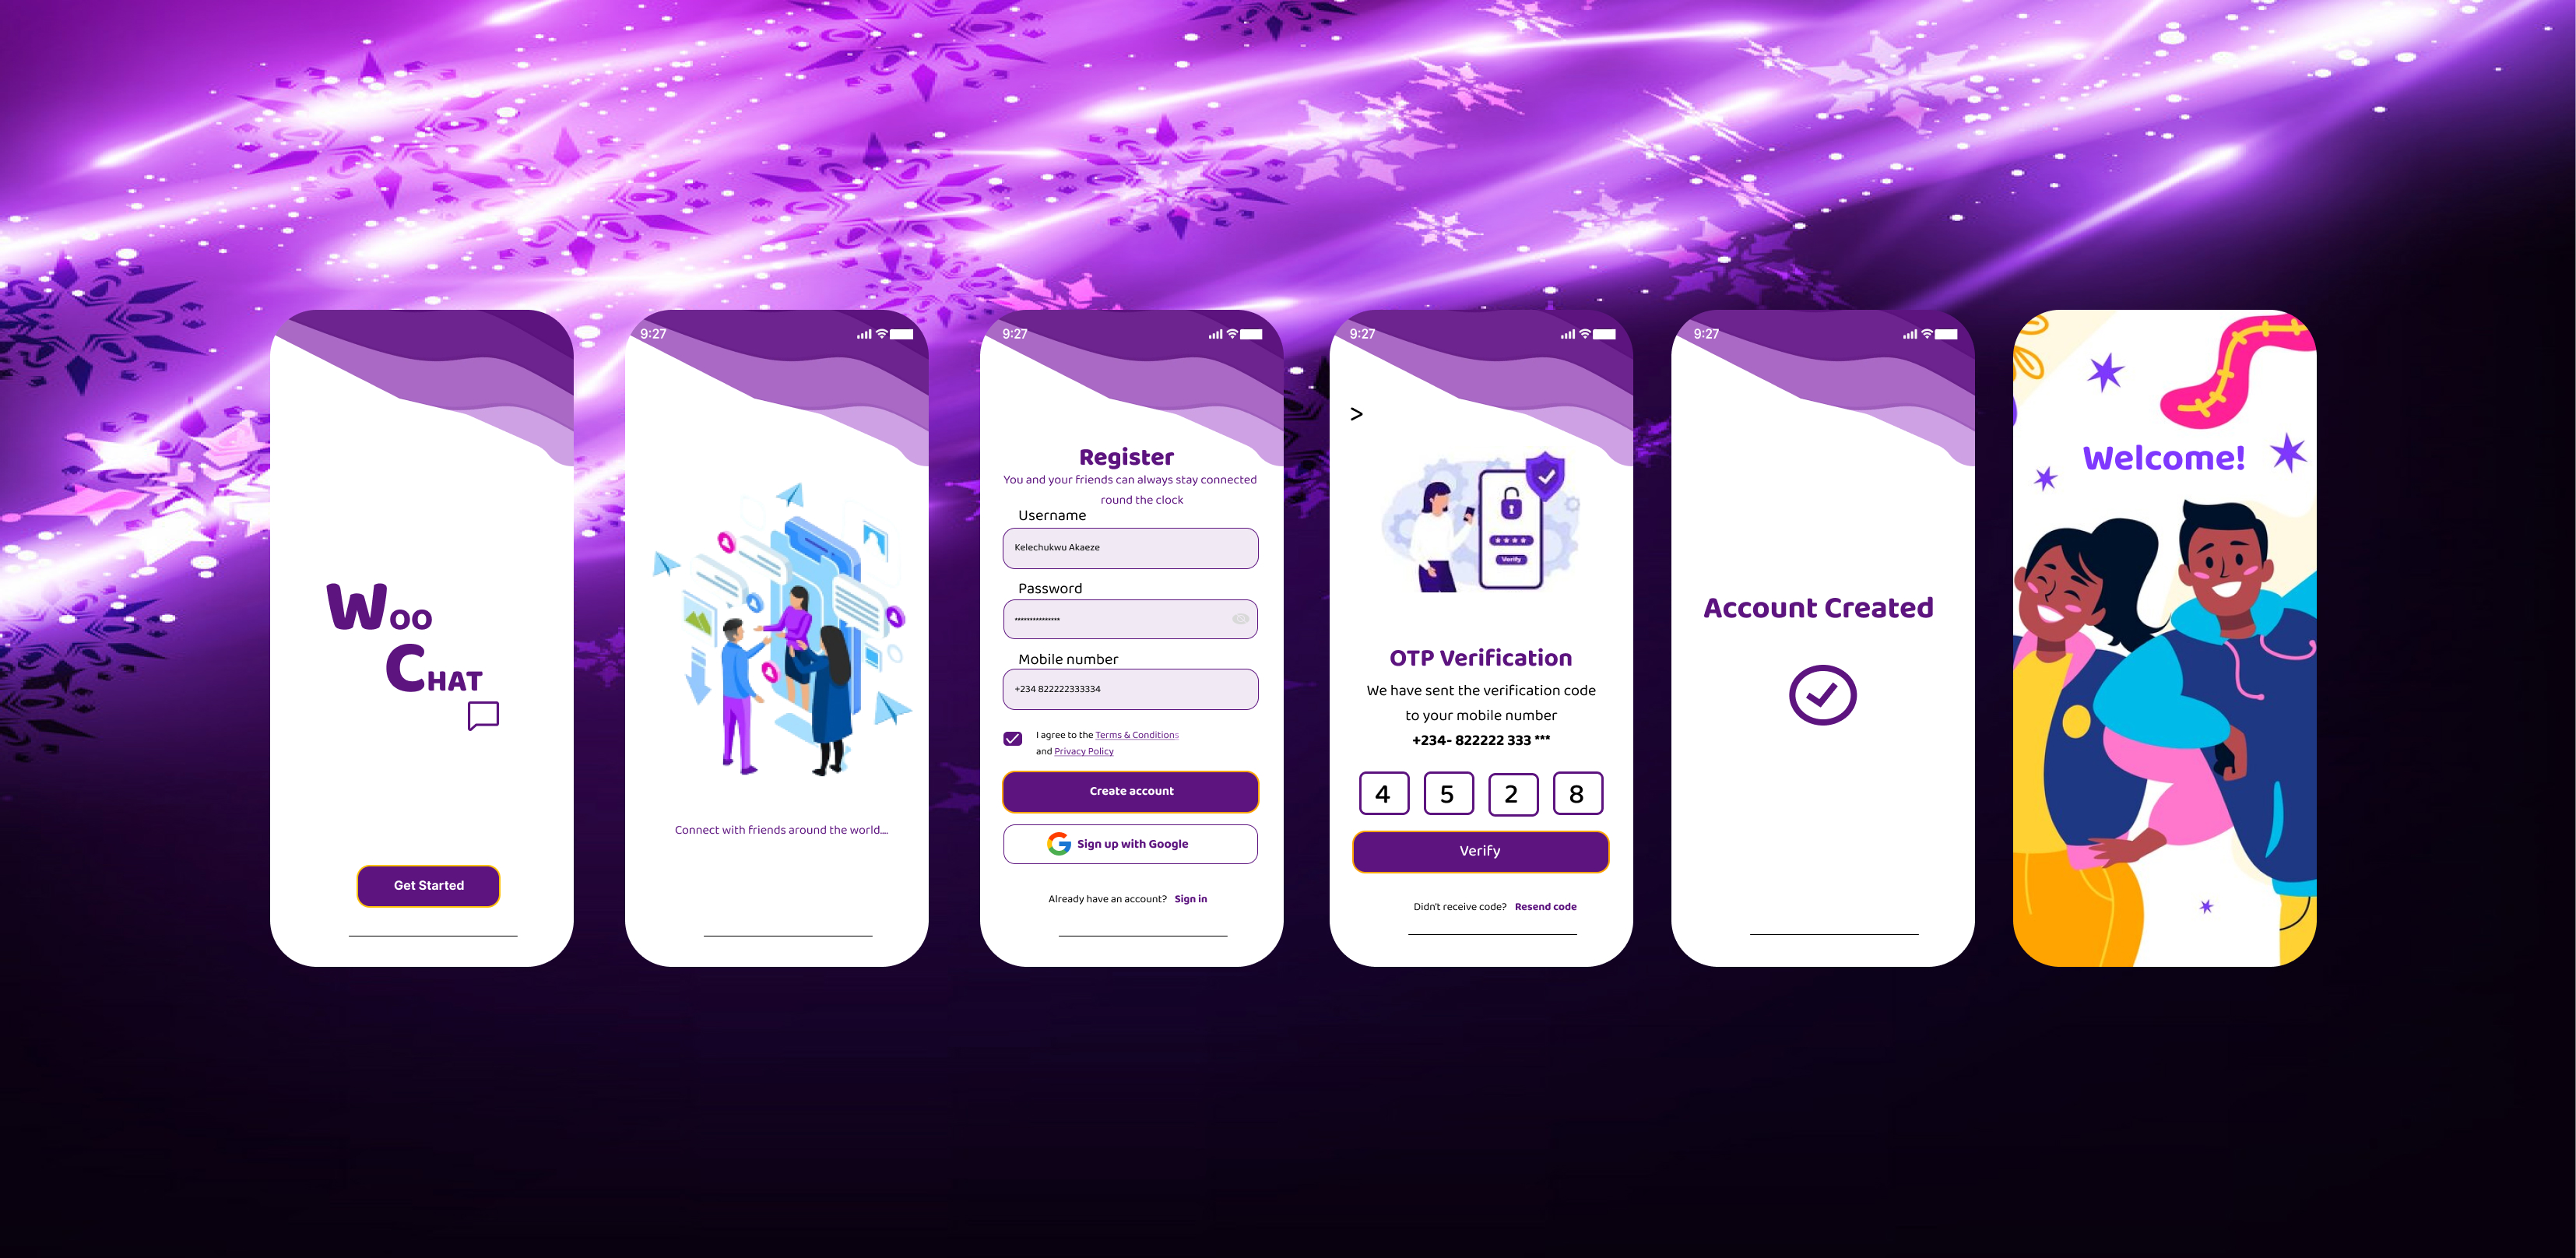 Woo
CHAT
Get Started
9:27
Connect with friends around the world....
9:27
Register
You and your friends can always stay connected
round the clock
Username
Kelechukwu Akaeze
Password
***************
Mobile number
+234 822222333334
I agree to the Terms & Conditions
and Privacy Policy
Create account
Sign up with Google
Already have an account? Sign in
9:27
>
****
Verify
OTP Verification
We have sent the verification code
to your mobile number
+234- 822222 333 ***
4 5 2 8
Verify
Didn't receive code? Resend code
9:27
Account Created
Welcome!